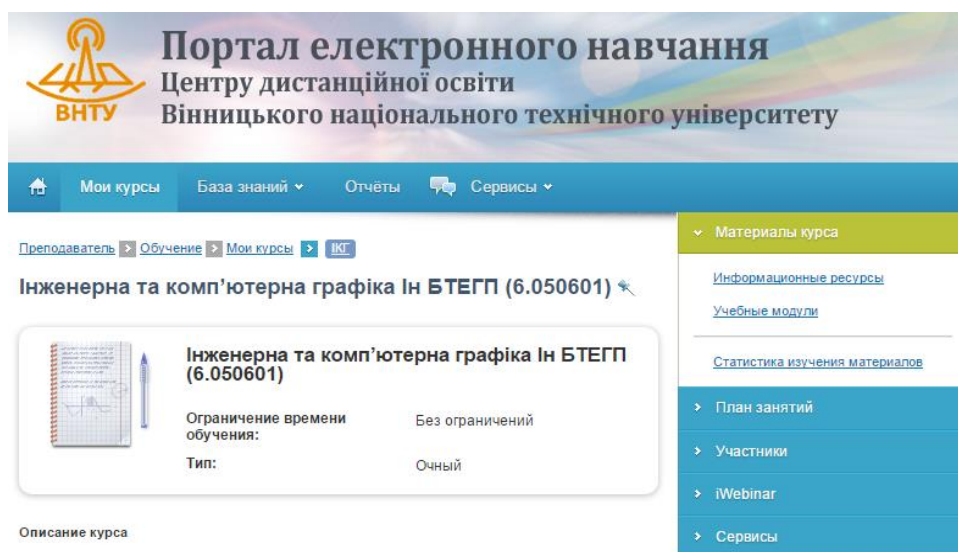 Портал електронного навчання
Центру дистанційної освіти
Вінницького національного технічного університету
ВНТУ
Мои курсы База знаний Отчёты Сервисы
Преподаватель Обучение Мои курсы ІКГ
Інженерна та комп’ютерна графіка Ін БТЕГП (6.050601)
Інженерна та комп’ютерна графіка Ін БТЕГП
(6.050601)
Ограничение времени
обучения:
Без ограничений
Тип:
Очный
Описание курса
Материалы курса
Информационные ресурсы
Учебные модули
Статистика изучения материалов
План занятий
Участники
iWebinar
Сервисы